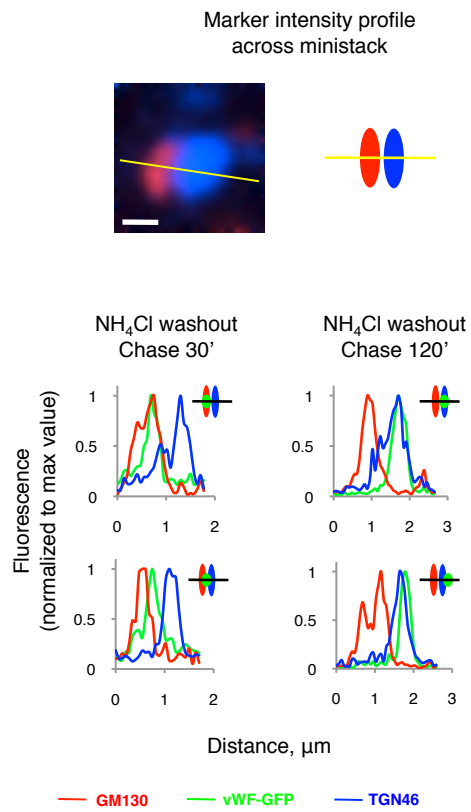 Marker intensity profile
across ministack
NH4Cl washout
Chase 30’
NH4Cl washout
Chase 120’
Fluorescence
(normalized to max value)
1
0.5
0
0 1 2
1
0.5
0
0 1 2 3
1
0.5
0
0 1 2
1
0.5
0
0 1 2 3
Distance, μm
GM130 vWF-GFP TGN46